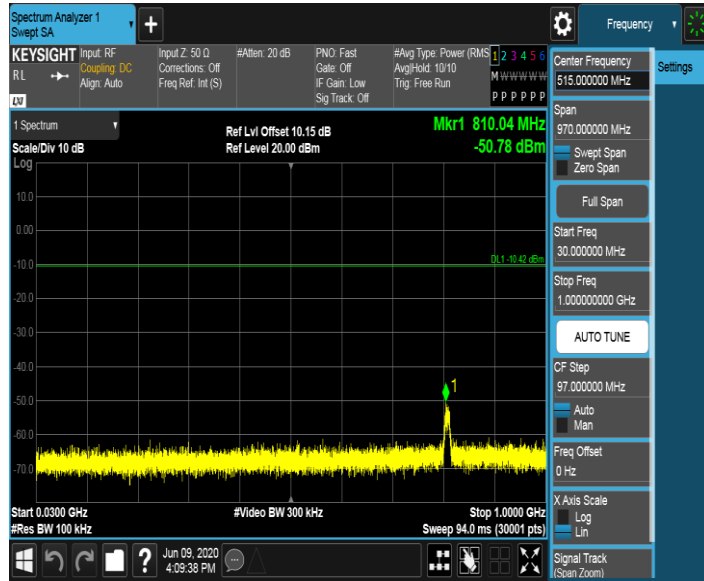 Spectrum Analyzer 1
Swept SA
Frequency
KEYSIGHT
RL
LXI
Input: RF
Coupling: DC
Align: Auto
Input Z: 50 Ω
Corrections: Off
Freq Ref: Int (S)
#Atten: 20 dB
PNO: Fast
Gate: Off
IF Gain: Low
Sig Track: Off
#Avg Type: Power (RMS
Avg|Hold: 10/10
Trig: Free Run
1 2 3 4 5 6
M W W W W W
P P P P P P
1 Spectrum
Scale/Div 10 dB
Log
Ref Lvl Offset 10.15 dB
Ref Level 20.00 dBm
Mkr1 810.04 MHz
-50.78 dBm
10.0
0.00
-10.0
-20.0
-30.0
-40.0
-50.0
-60.0
-70.0
DL1 -10.42 dBm
1
Start 0.0300 GHz
#Res BW 100 kHz
#Video BW 300 kHz
Stop 1.0000 GHz
Sweep 94.0 ms (30001 pts)
?
Jun 09, 2020
4:09:38 PM
Center Frequency
515.000000 MHz
Span
970.000000 MHz
Swept Span
Zero Span
Full Span
Start Freq
30.000000 MHz
Stop Freq
1.000000000 GHz
AUTO TUNE
CF Step
97.000000 MHz
Auto
Man
Freq Offset
0 Hz
X Axis Scale
Log
Lin
Signal Track
(Span Zoom)
Settings